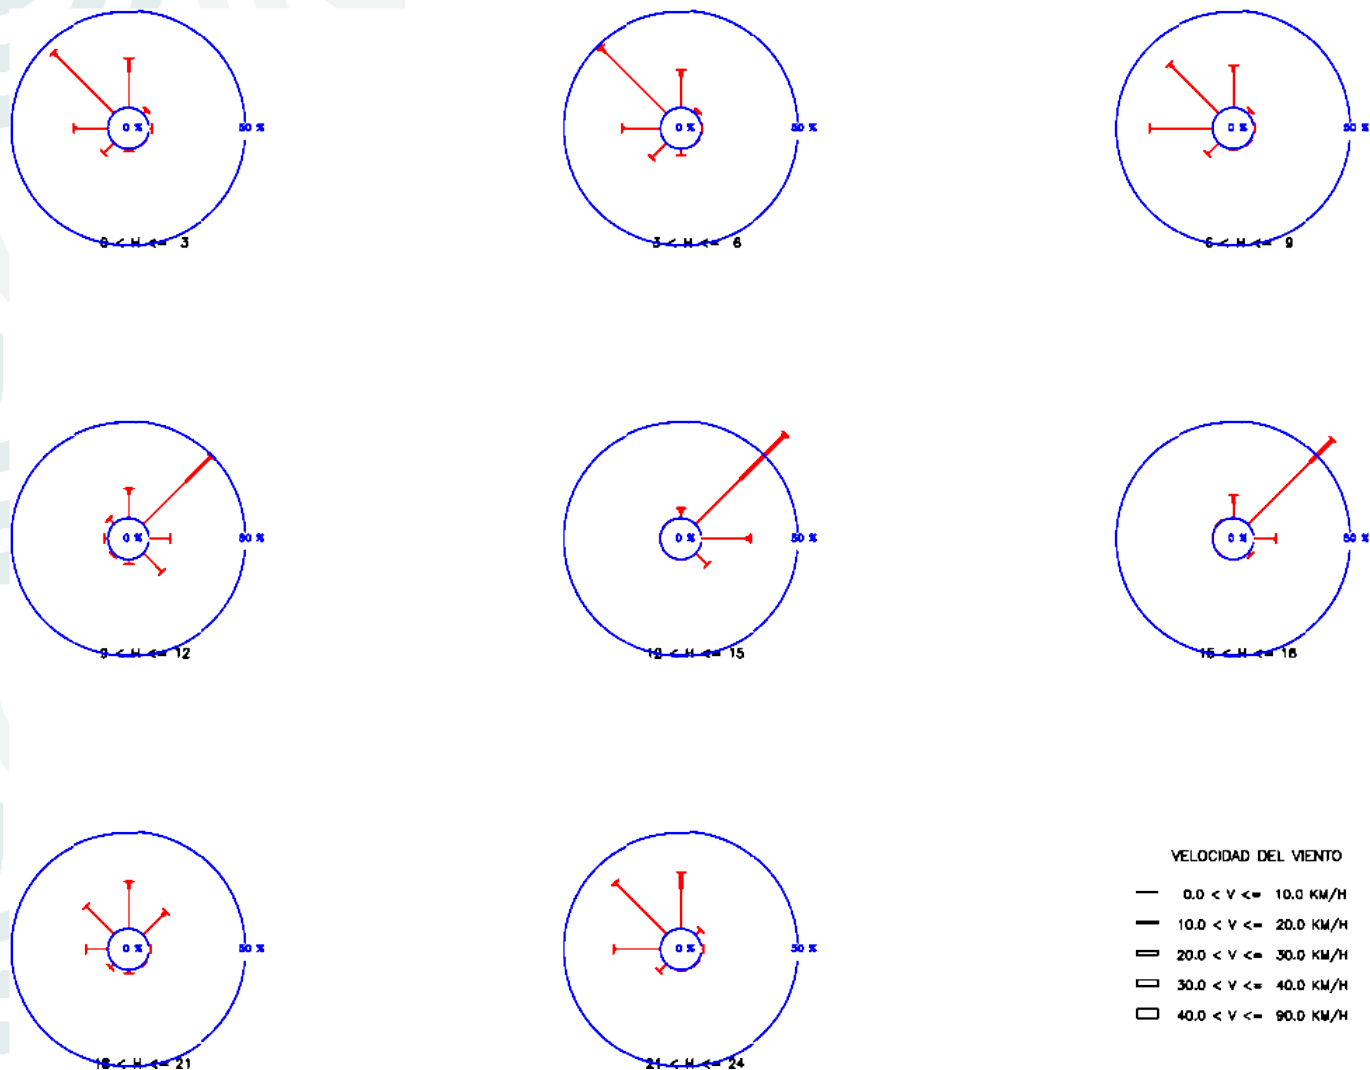 0 %
50 %
0 %
50 %
0 %
50 %
0 < H <= 3
3 < H <= 6
6 < H <= 9
0 %
50 %
0 %
50 %
0 %
50 %
9 < H <= 12
12 < H <= 15
15 < H <= 18
0 %
50 %
0 %
50 %
18 < H <= 21
21 < H <= 24
VELOCIDAD DEL VIENTO
0.0 < V <= 10.0 KM/H
10.0 < V <= 20.0 KM/H
20.0 < V <= 30.0 KM/H
30.0 < V <= 40.0 KM/H
40.0 < V <= 90.0 KM/H